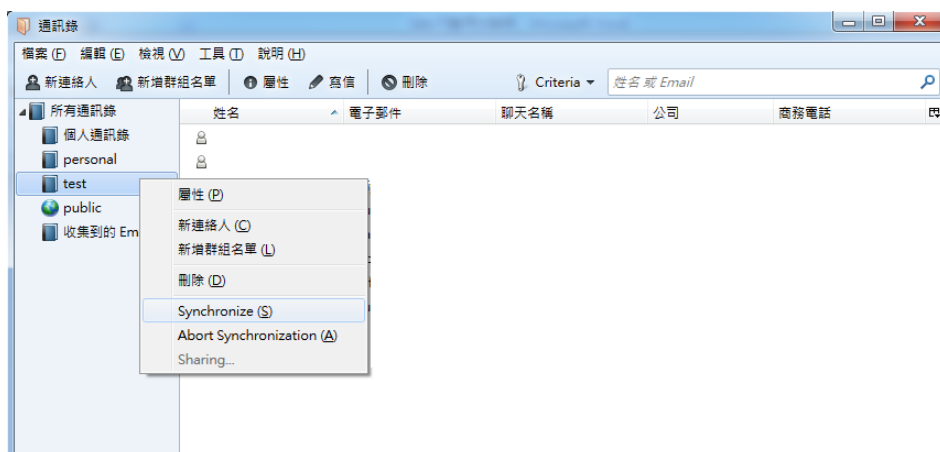 通訊錄
檔案 (F) 編輯 (E) 檢視 (V) 工具 (T) 說明 (H)
新連絡人 新增群組名單 屬性 寫信 刪除 Criteria 姓名 或 Email
所有通訊錄 姓名 電子郵件 聊天名稱 公司 商務電話
個人通訊錄
personal
test
public
收集到的 Em
屬性 (P)
新連絡人 (C)
新增群組名單 (L)
刪除 (D)
Synchronize (S)
Abort Synchronization (A)
Sharing...